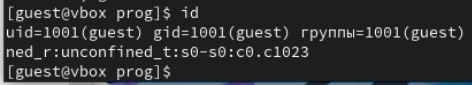 [guest@vbox prog]$ id
uid=1001(guest) gid=1001(guest) группы=1001(guest)
ned_r:unconfined_t:s0-s0:c0.c1023
[guest@vbox prog]$